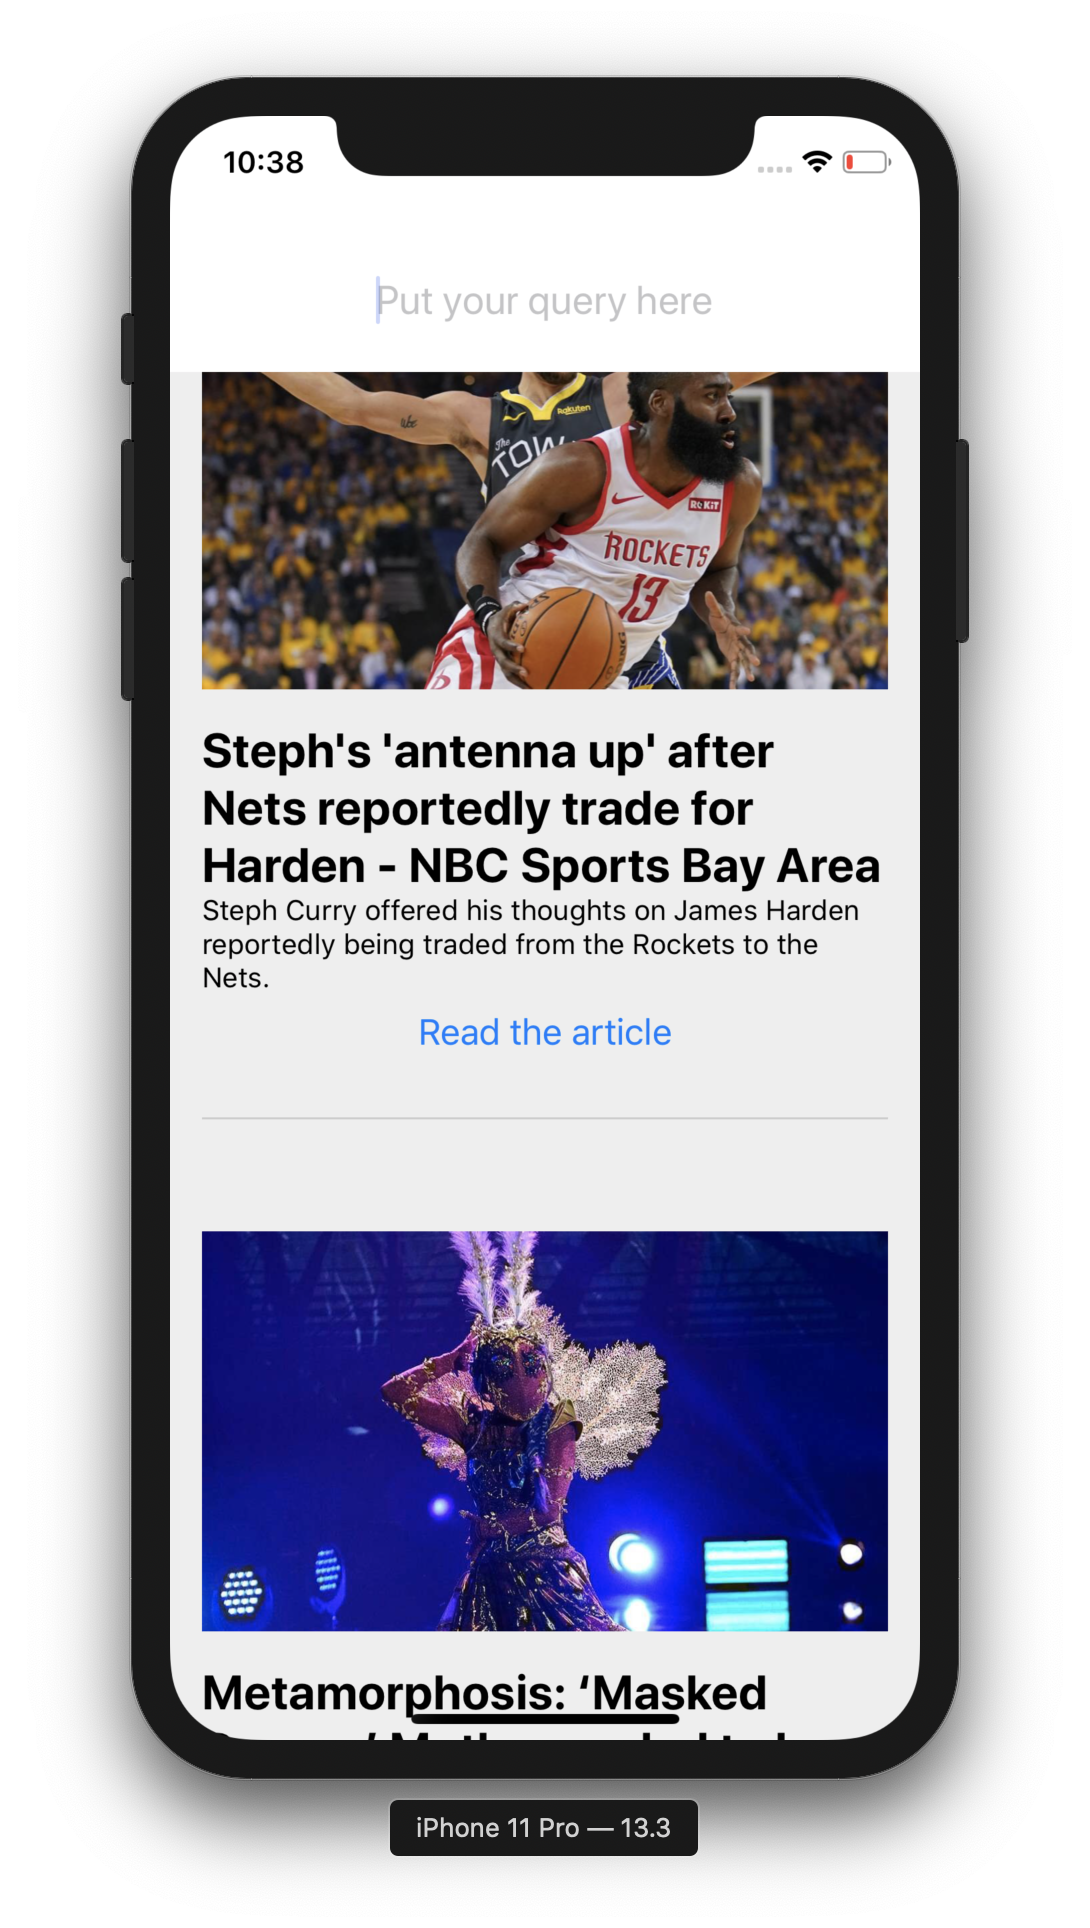 10:38
Put your query here
Rakuten
The
TOW
ROKiT
ROCKETS
13
Steph's 'antenna up' after
Nets reportedly trade for
Harden - NBC Sports Bay Area
Steph Curry offered his thoughts on James Harden
reportedly being traded from the Rockets to the
Nets.
Read the article
Metamorphosis: ‘Masked
iPhone 11 Pro — 13.3